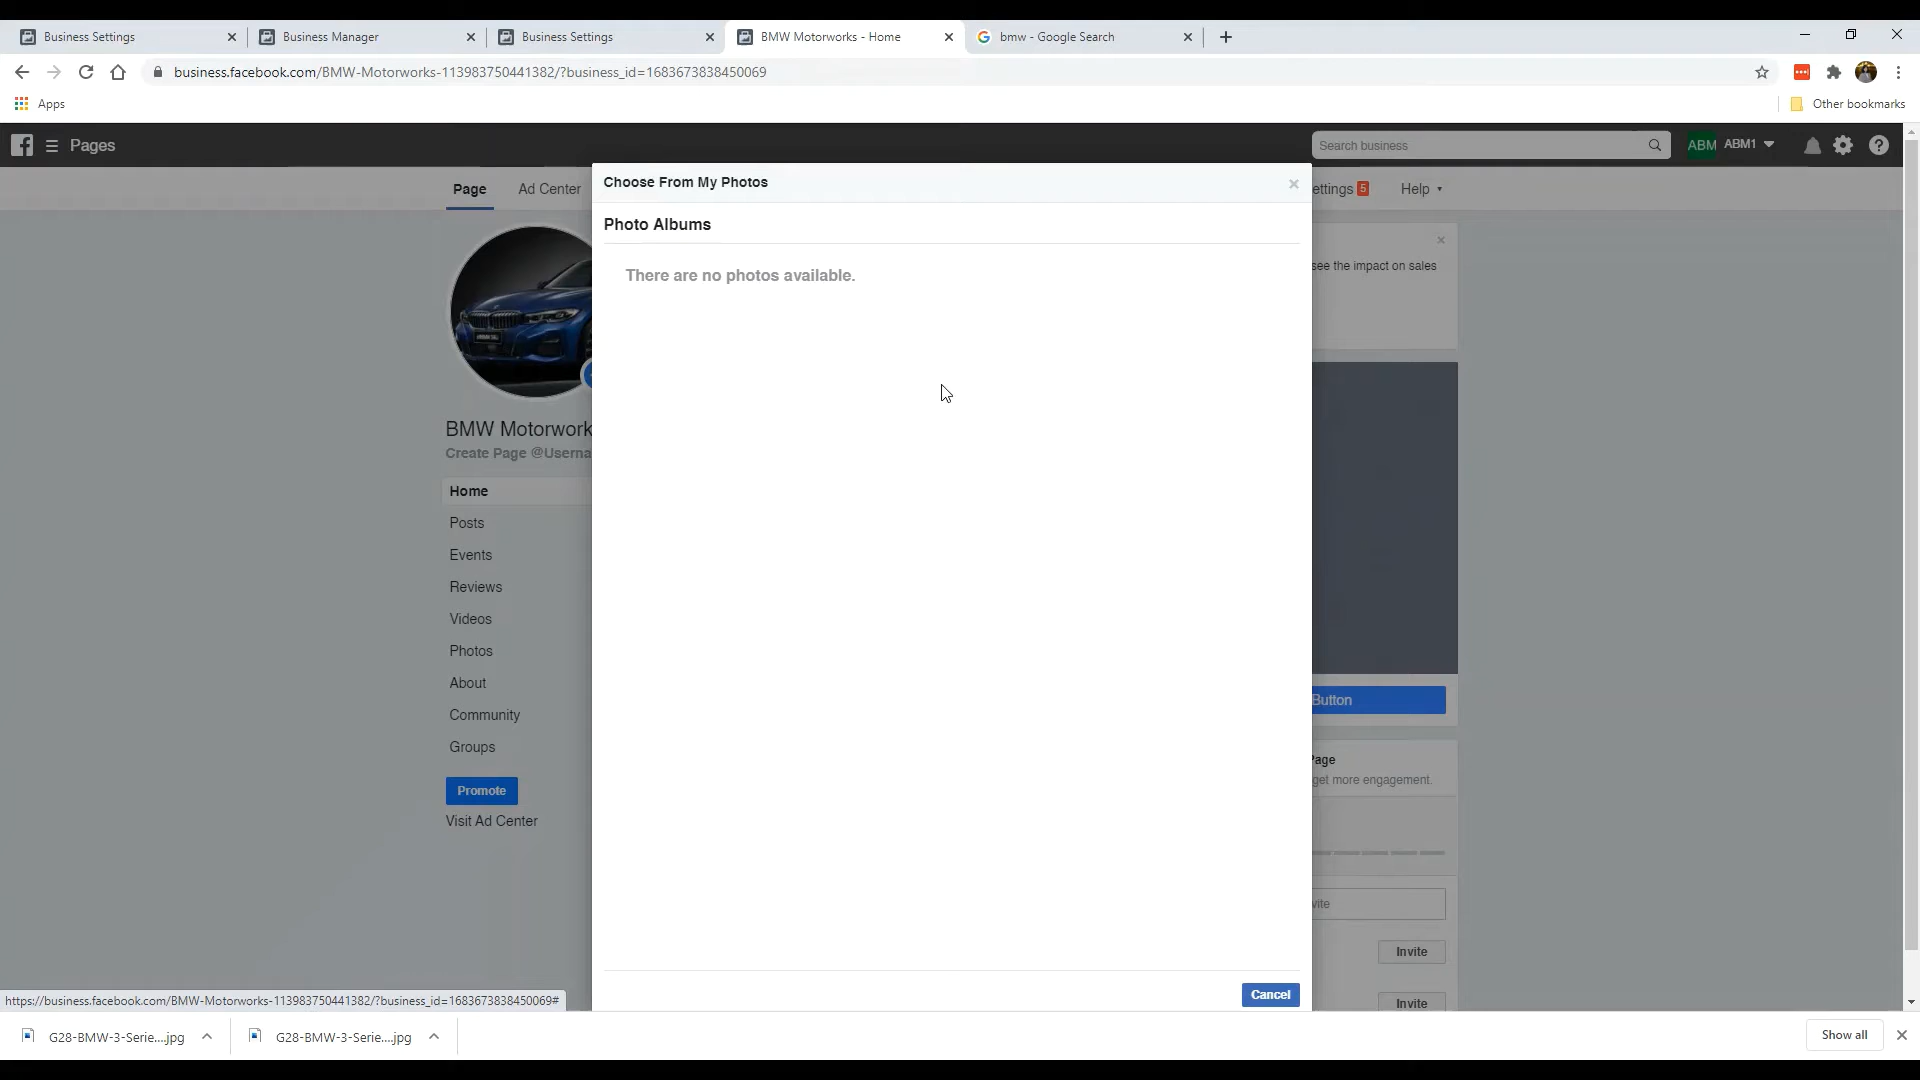 Business Settings
Business Manager
Business Settings
BMW Motorworks - Home
bmw - Google Search
business.facebook.com/BMW-Motorworks-113983750441382/?business_id=1683673838450069
Apps
Other bookmarks
Pages
Search business
ABM ABM1
Page
Ad Center
Choose From My Photos
ettings 5
Help
Photo Albums
There are no photos available.
see the impact on sales
BMW Motorwork
Create Page @Userna
Home
Posts
Events
Reviews
Videos
Photos
About
Community
Groups
Promote
Visit Ad Center
Button
Page
get more engagement.
vite
Invite
Invite
Cancel
https://business.facebook.com/BMW-Motorworks-113983750441382/?business_id=1683673838450069#
G28-BMW-3-Serie....jpg
G28-BMW-3-Serie....jpg
Show all